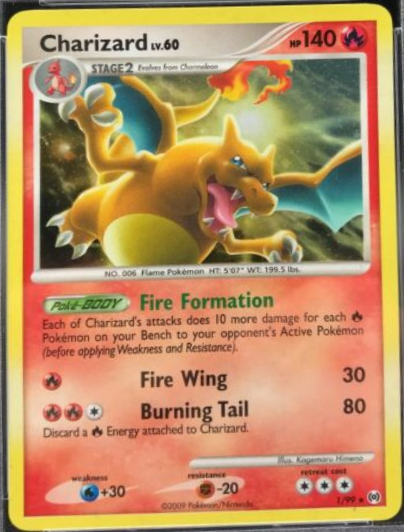 Charizard LV.60 HP 140
STAGE2 Evolves from Charmeleon
NO. 006 Flame Pokémon HT: 5'07" WT: 199.5 lbs.
Poké-BODY Fire Formation
Each of Charizard's attacks does 10 more damage for each
Pokémon on your Bench to your opponent's Active Pokémon
(before applying Weakness and Resistance).
Fire Wing 30
Burning Tail 80
Discard a Energy attached to Charizard.
Illus. Kagemaru Himeno
weakness resistance retreat cost
+30 -20
©2009 Pokémon/Nintendo 1/99 ★